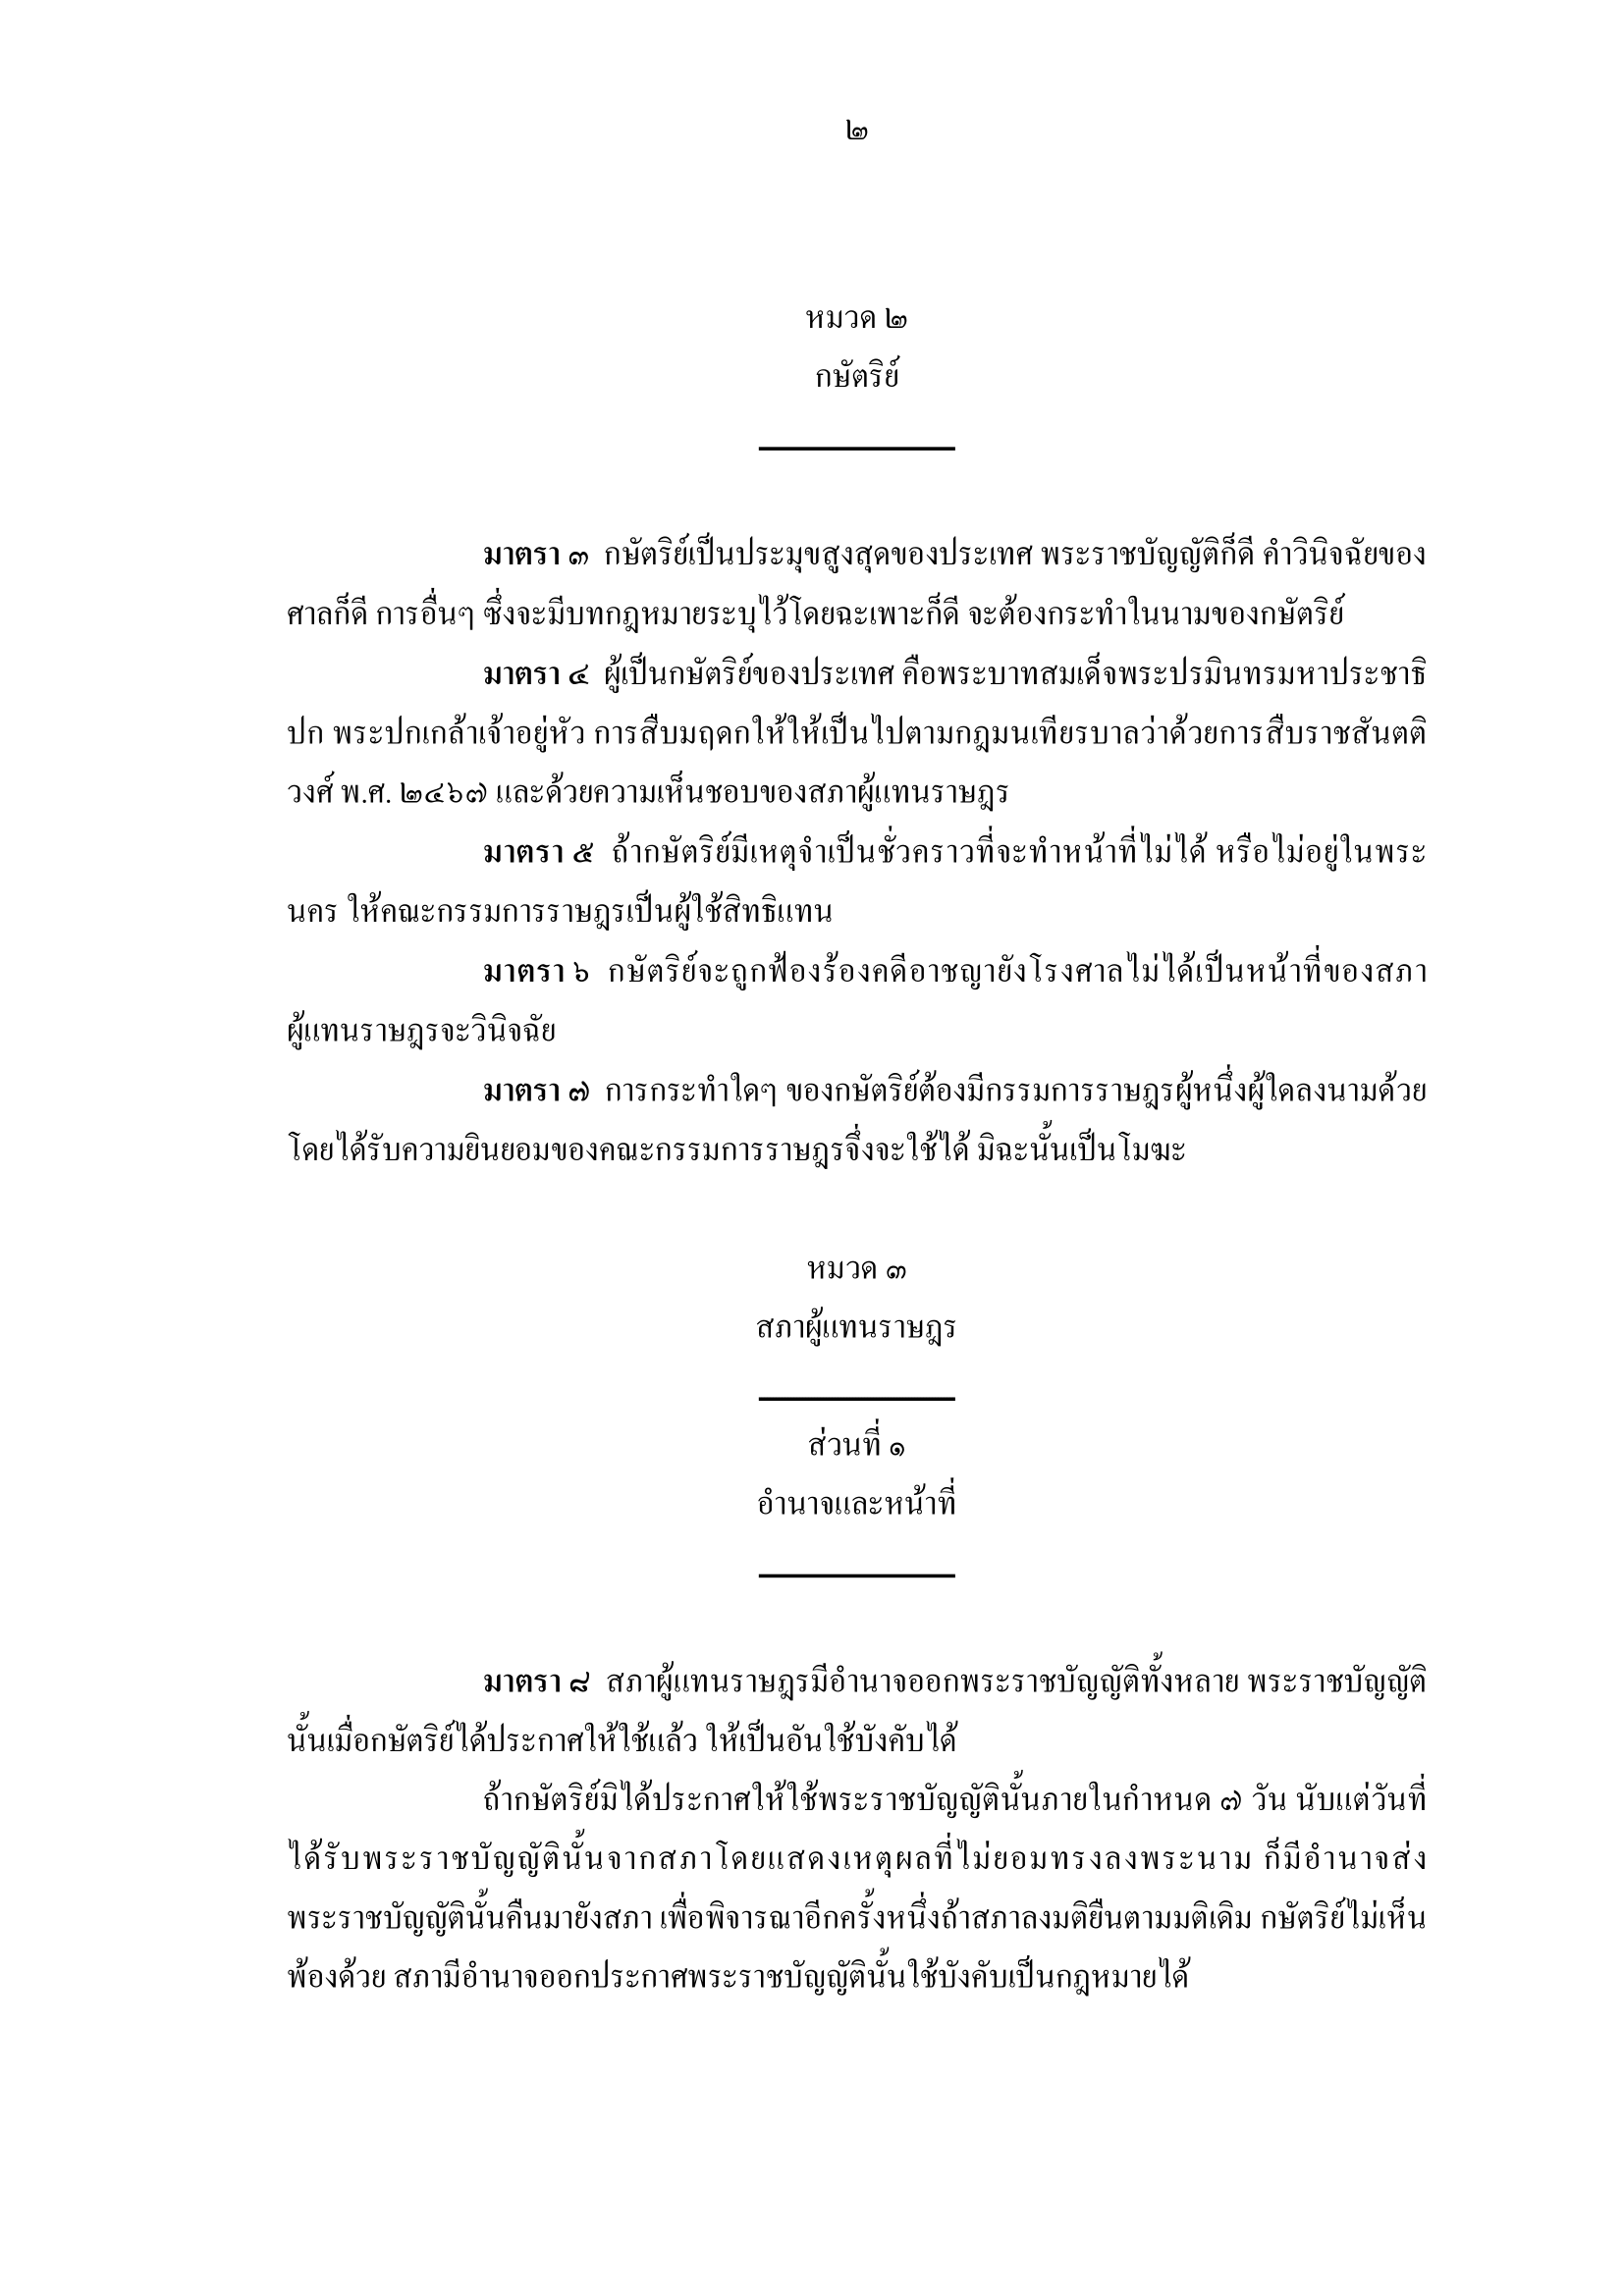 ๒
หมวด ๒
กษัตริย์
มาตรา ๓ กษัตริย์เป็นประมุขสูงสุดของประเทศ พระราชบัญญัติก็ดี คำวินิจฉัยของ
ศาลก็ดี การอื่นๆ ซึ่งจะมีบทกฎหมายระบุไว้โดยฉะเพาะก็ดี จะต้องกระทำในนามของกษัตริย์
มาตรา ๔ ผู้เป็นกษัตริย์ของประเทศ คือพระบาทสมเด็จพระปรมินทรมหาประชาธิ
ปก พระปกเกล้าเจ้าอยู่หัว การสืบมฤดกให้ให้เป็นไปตามกฎมนเทียรบาลว่าด้วยการสืบราชสันตติ
วงศ์ พ.ศ. ๒๔๖๗ และด้วยความเห็นชอบของสภาผู้แทนราษฎร
มาตรา ๕ ถ้ากษัตริย์มีเหตุจำเป็นชั่วคราวที่จะทำหน้าที่ไม่ได้ หรือไม่อยู่ในพระ
นคร ให้คณะกรรมการราษฎรเป็นผู้ใช้สิทธิแทน
มาตรา ๖ กษัตริย์จะถูกฟ้องร้องคดีอาชญายังโรงศาลไม่ได้เป็นหน้าที่ของสภา
ผู้แทนราษฎรจะวินิจฉัย
มาตรา ๗ การกระทำใดๆ ของกษัตริย์ต้องมีกรรมการราษฎรผู้หนึ่งผู้ใดลงนามด้วย
โดยได้รับความยินยอมของคณะกรรมการราษฎรจึ่งจะใช้ได้ มิฉะนั้นเป็นโมฆะ
หมวด ๓
สภาผู้แทนราษฎร
ส่วนที่ ๑
อำนาจและหน้าที่
มาตรา ๘ สภาผู้แทนราษฎรมีอำนาจออกพระราชบัญญัติทั้งหลาย พระราชบัญญัติ
นั้นเมื่อกษัตริย์ได้ประกาศให้ใช้แล้ว ให้เป็นอันใช้บังคับได้
ถ้ากษัตริย์มิได้ประกาศให้ใช้พระราชบัญญัตินั้นภายในกำหนด ๗ วัน นับแต่วันที่
ได้รับพระราชบัญญัตินั้นจากสภาโดยแสดงเหตุผลที่ไม่ยอมทรงลงพระนาม ก็มีอำนาจส่ง
พระราชบัญญัตินั้นคืนมายังสภา เพื่อพิจารณาอีกครั้งหนึ่งถ้าสภาลงมติยืนตามมติเดิม กษัตริย์ไม่เห็น
พ้องด้วย สภามีอำนาจออกประกาศพระราชบัญญัตินั้นใช้บังคับเป็นกฎหมายได้